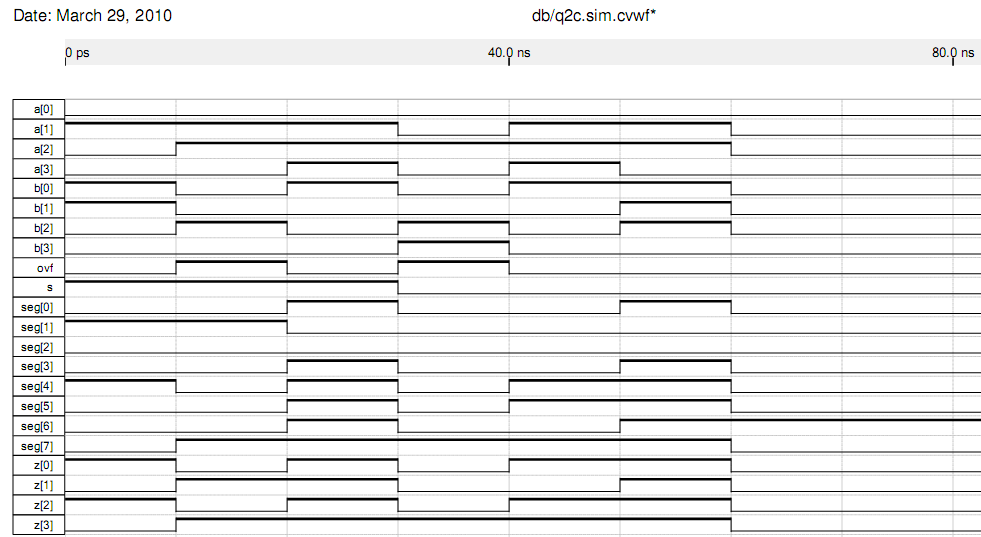 Date: March 29, 2010 db/q2c.sim.cvwf*
0 ps 40.0 ns 80.0 ns
a[0]
a[1]
a[2]
a[3]
b[0]
b[1]
b[2]
b[3]
ovf
s
seg[0]
seg[1]
seg[2]
seg[3]
seg[4]
seg[5]
seg[6]
seg[7]
z[0]
z[1]
z[2]
z[3]